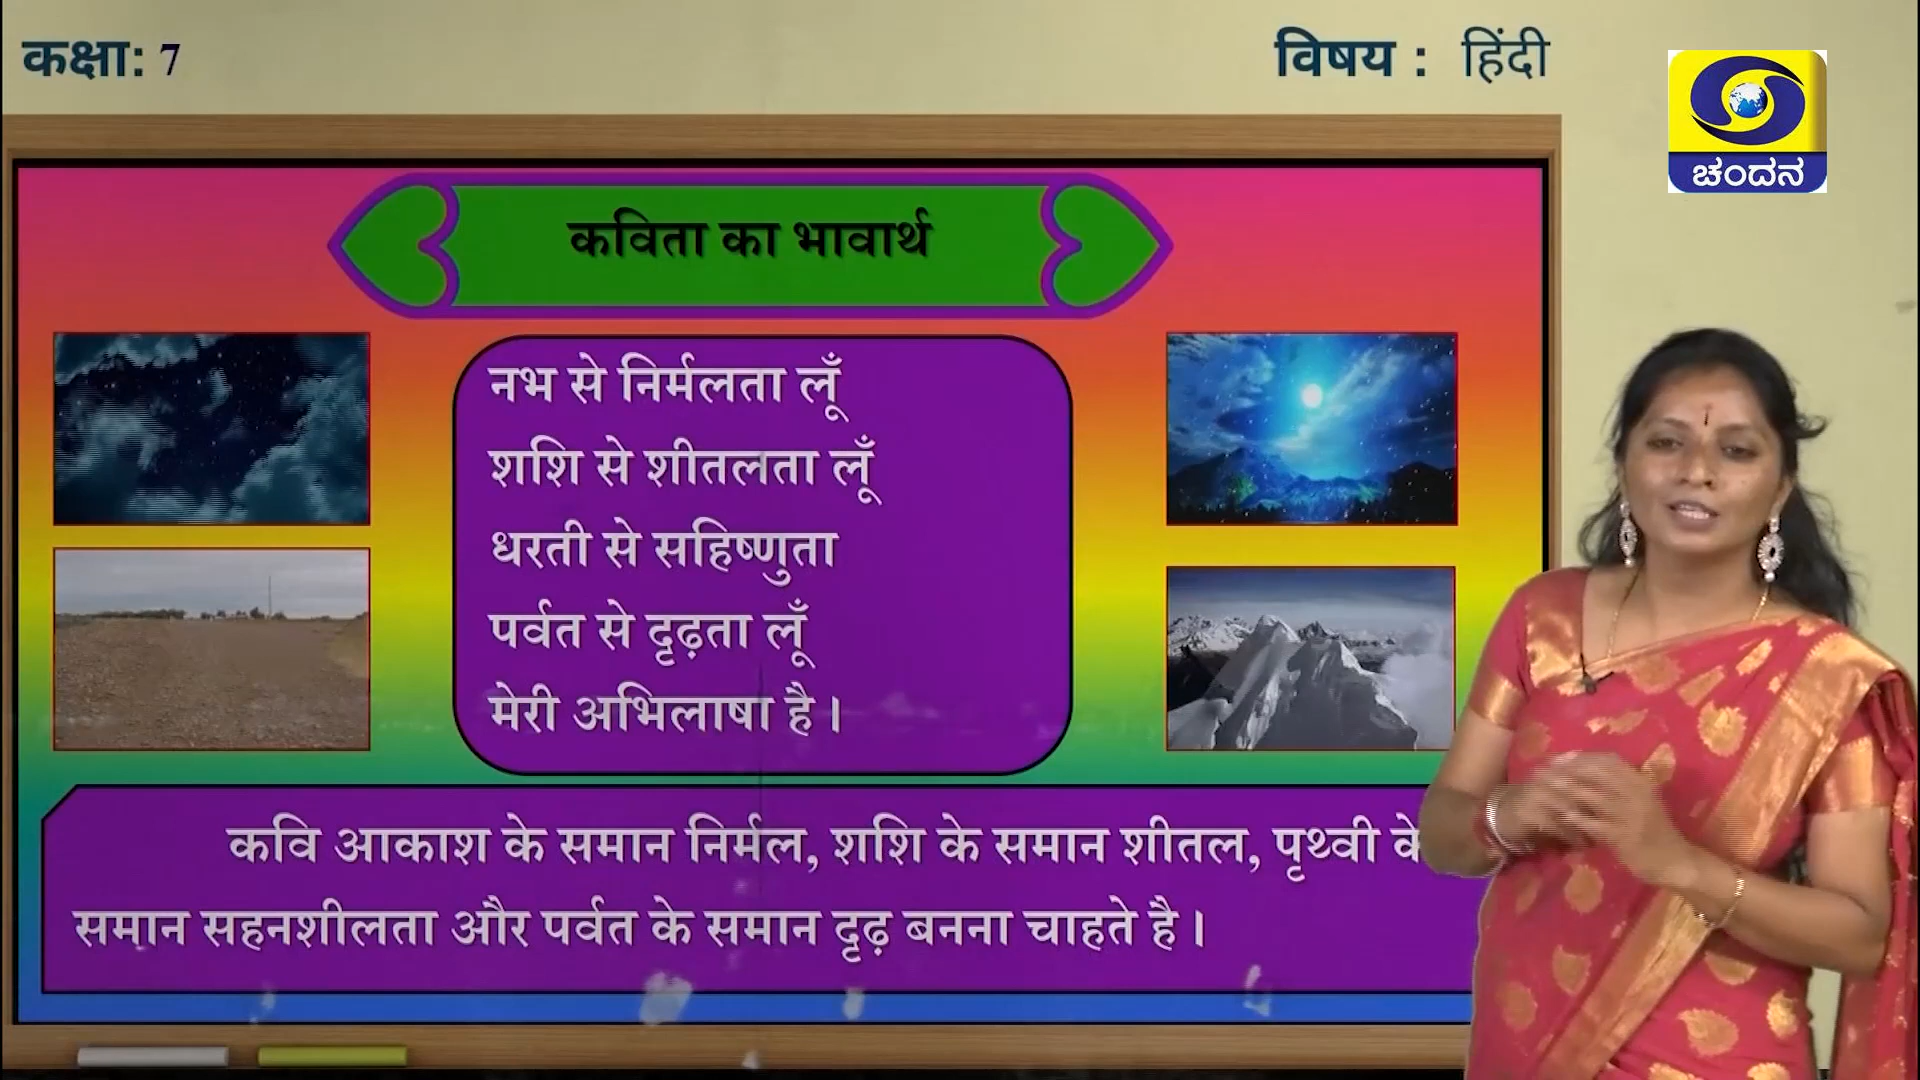 कक्षा: 7
विषय : हिंदी
ಚಂದನ
कविता का भावार्थ
नभ से निर्मलता लूँ
शशि से शीतलता लूँ
धरती से सहिष्णुता
पर्वत से दृढ़ता लूँ
मेरी अभिलाषा है।
कवि आकाश के समान निर्मल, शशि के समान शीतल, पृथ्वी के
समान सहनशीलता और पर्वत के समान दृढ़ बनना चाहते है।